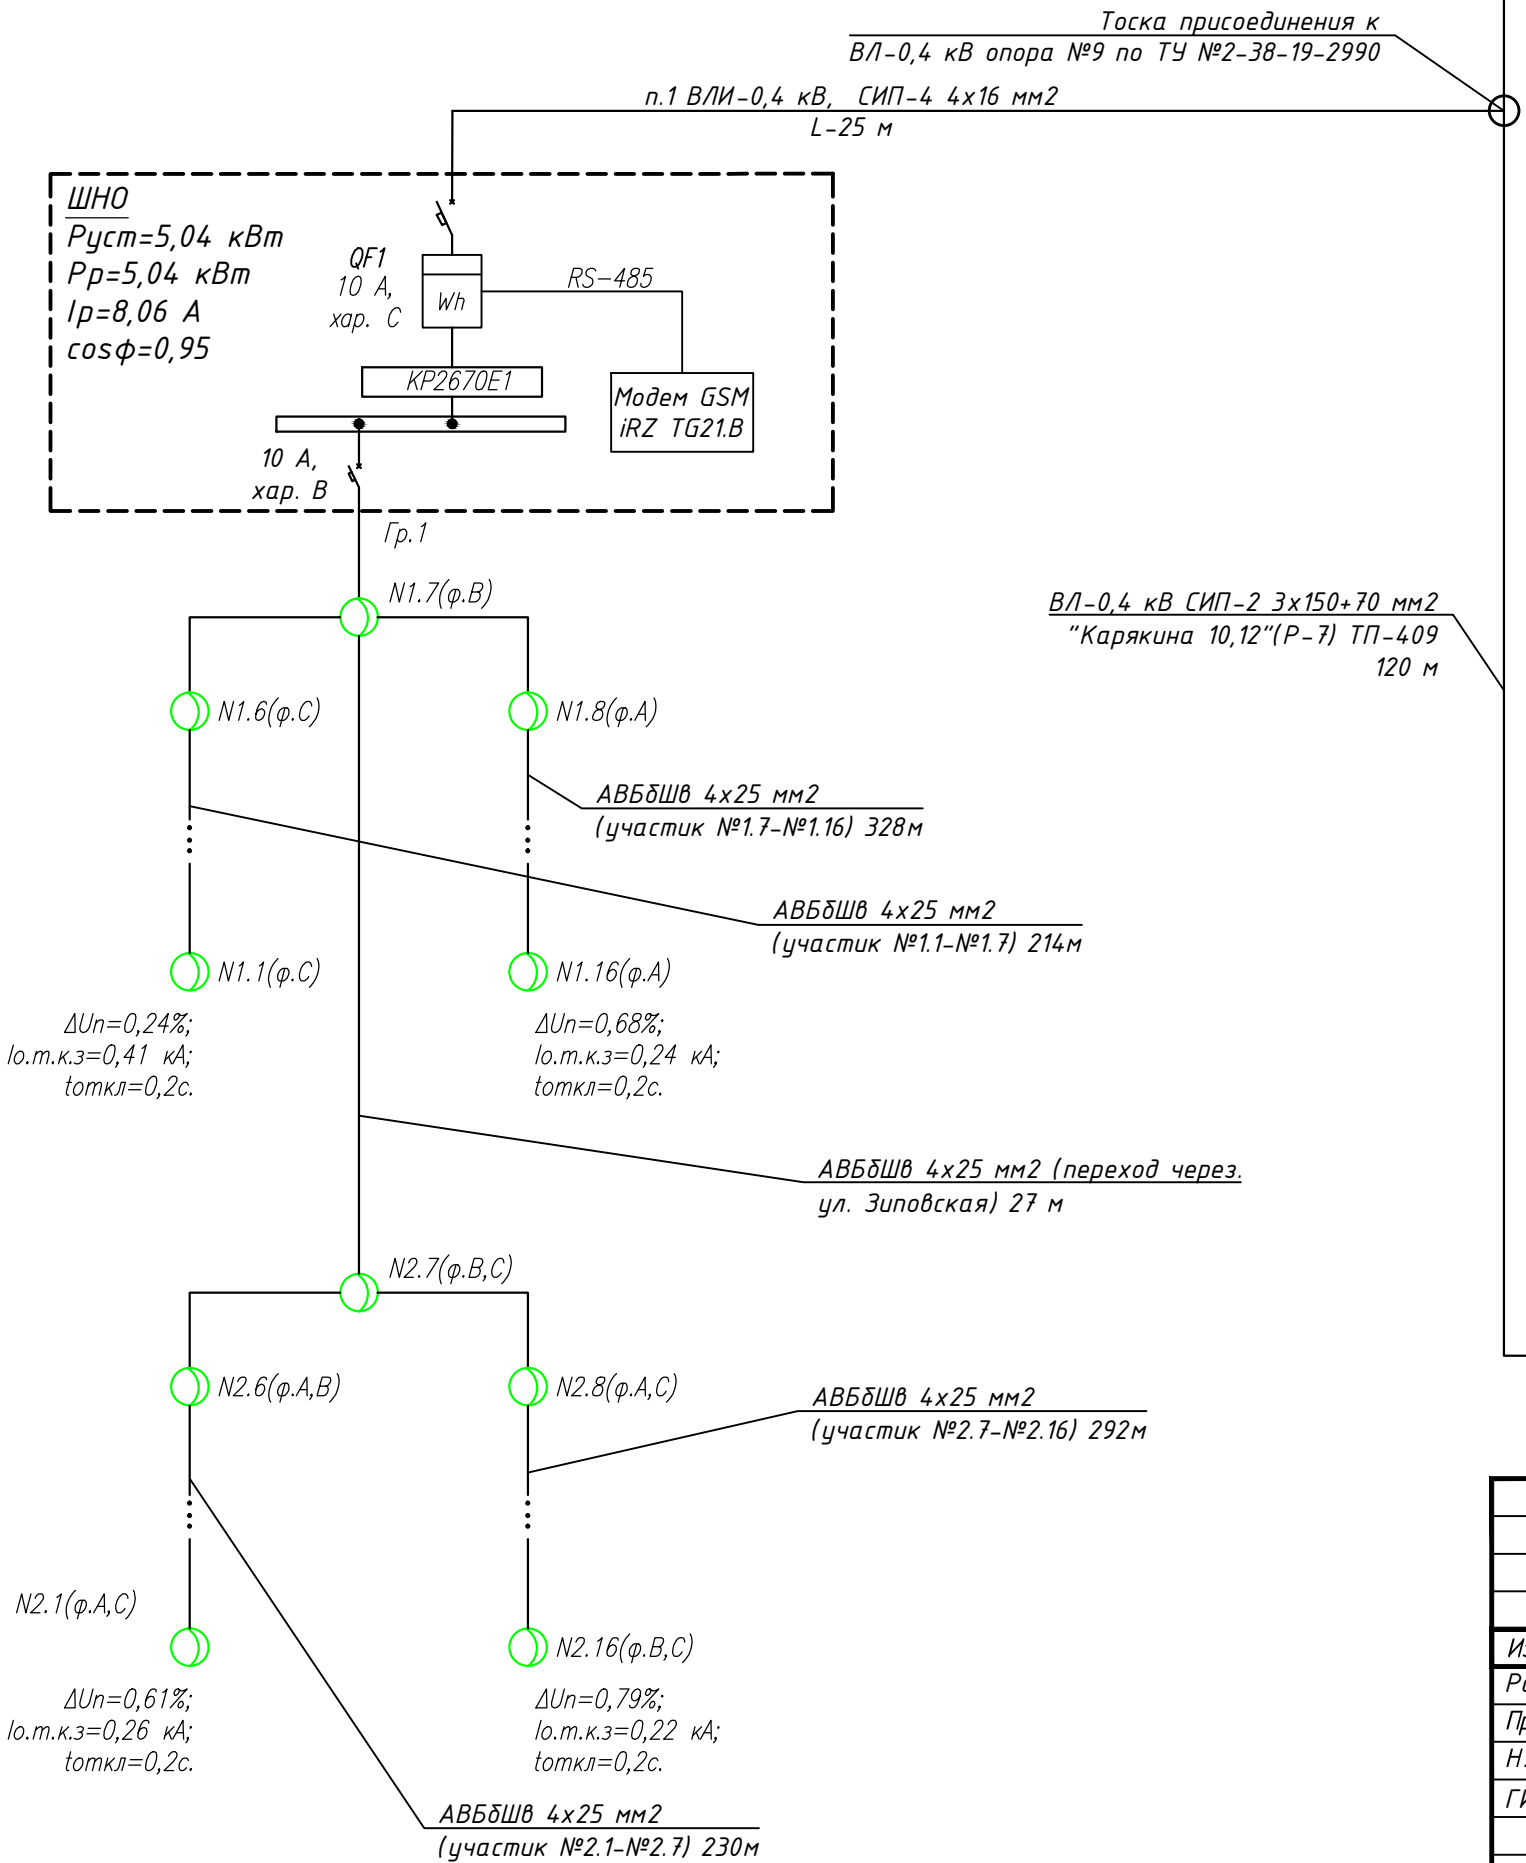 Тоска присоединения к
ВЛ-0,4 кВ опора №9 по ТУ №2-38-19-2990
п.1 ВЛИ-0,4 кВ, СИП-4 4х16 мм2
L-25 м
ШНО
Руст=5,04 кВт
Рр=5,04 кВт
Iр=8,06 А
cosφ=0,95
QF1
10 А,
хар. С
Wh
RS-485
КР2670Е1
Модем GSM
iRZ TG21.B
10 А,
хар. В
Гр.1
N1.7(ф.В)
ВЛ-0,4 кВ СИП-2 3х150+70 мм2
"Карякина 10,12"(Р-7) ТП-409
120 м
N1.6(ф.С)
N1.8(ф.А)
АВБбШв 4х25 мм2
(участик №1.7-№1.16) 328м
АВБбШв 4х25 мм2
(участик №1.1-№1.7) 214м
N1.1(ф.С)
N1.16(ф.А)
ΔUп=0,24%;
Iо.т.к.з=0,41 кА;
tоткл=0,2с.
ΔUп=0,68%;
Iо.т.к.з=0,24 кА;
tоткл=0,2с.
АВБбШв 4х25 мм2 (переход через.
ул. Зиповская) 27 м
N2.7(ф.В,С)
N2.6(ф.А,В)
N2.8(ф.А,С)
АВБбШв 4х25 мм2
(участик №2.7-№2.16) 292м
N2.1(ф.А,С)
N2.16(ф.В,С)
ΔUп=0,61%;
Iо.т.к.з=0,26 кА;
tоткл=0,2с.
ΔUп=0,79%;
Iо.т.к.з=0,22 кА;
tоткл=0,2с.
АВБбШв 4х25 мм2
(участик №2.1-№2.7) 230м